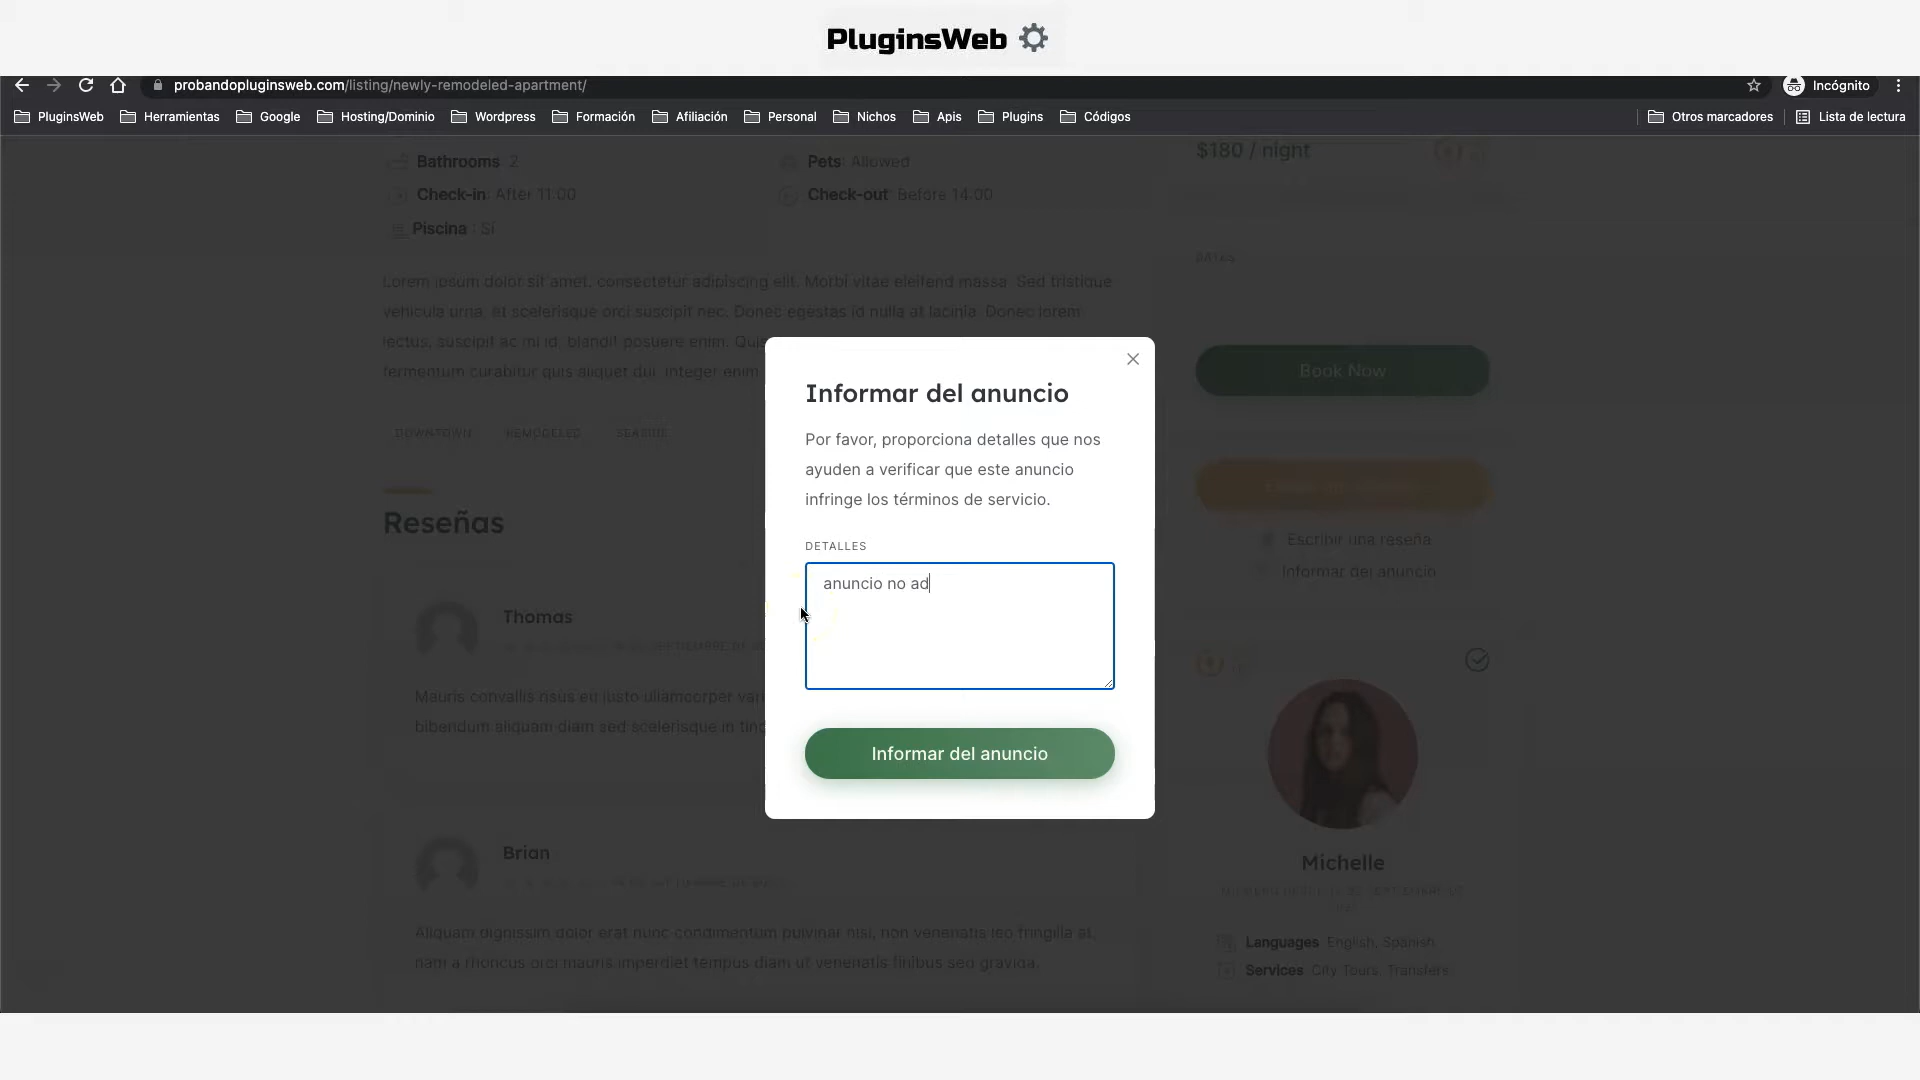 PluginsWeb
probandopluginsweb.com/listing/newly-remodeled-apartment/
Incógnito
PluginsWeb Herramientas Google Hosting/Dominio Wordpress Formación Afiliación Personal Nichos Apis Plugins Códigos Otros marcadores Lista de lectura
Bathrooms 2 Pets: Allowed
Check-in: After 11:00 Check-out: Before 14:00
Piscina : Sí
$180 / night
DATES
Book Now
Lorem ipsum dolor sit amet, consectetur adipiscing elit. Morbi vitae eleifend massa. Sed tristique
vehicula urna, at scelerisque orci suscipit nec. Donec egestas id nulla at lacinia. Donec lorem
lectus, suscipit ac mi id, blandit posuere enim.
fermentum curabitur quis aliquet dui, integer enim
DOWNTOWN REMODELED SEASIDE
Informar del anuncio
Por favor, proporciona detalles que nos
ayuden a verificar que este anuncio
infringe los términos de servicio.
DETALLES
anuncio no ad
Informar del anuncio
Escribir una reseña
Informar del anuncio
Reseñas
Thomas
Mauris convallis risus eu justo ullamcorper
bibendum aliquam diam sed scelerisque in
Brian
Aliquam dignissim dolor erat nunc condimentum pulvinar nisl, non venenatis leo fringilla at,
nam a rhoncus orci mauris imperdiet tempus diam ut venenatis finibus sed gravida.
Michelle
Languages English, Spanish
Services City Tours, Transfers